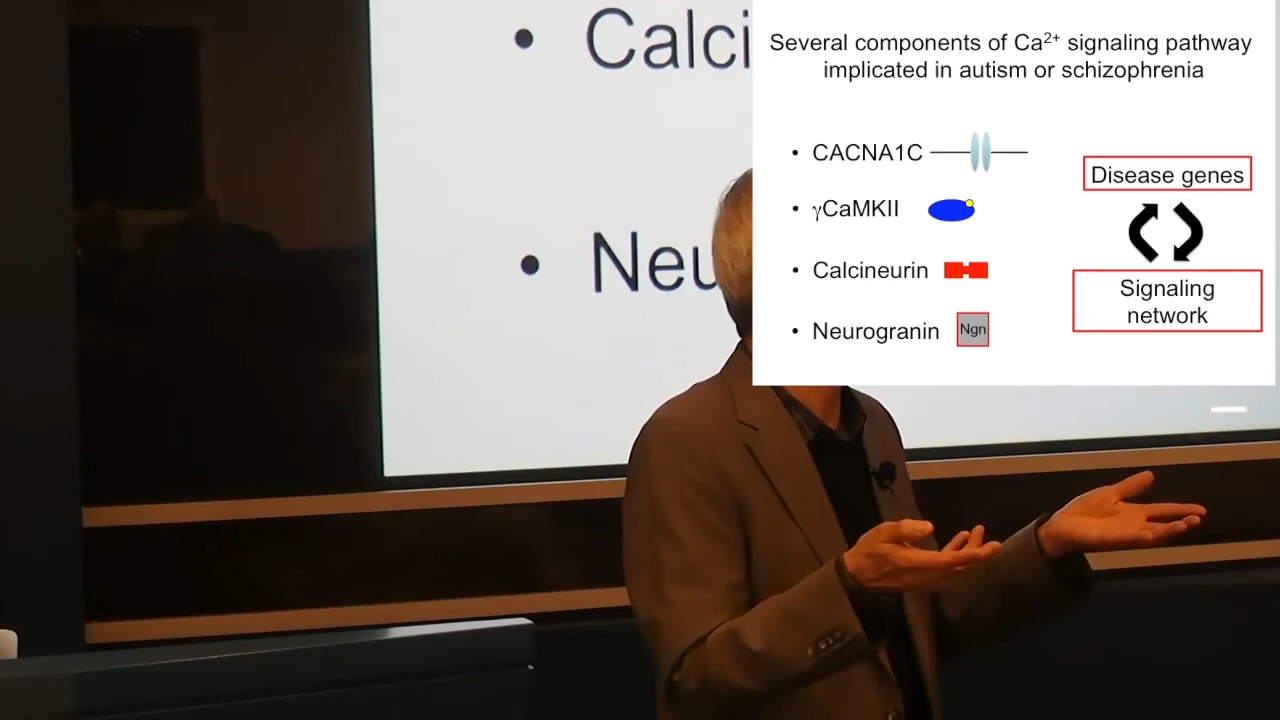 • Calci
• Neu
Several components of Ca²⁺ signaling pathway
implicated in autism or schizophrenia
• CACNA1C
• γCaMKII
• Calcineurin
• Neurogranin
Ngn
Disease genes
Signaling
network